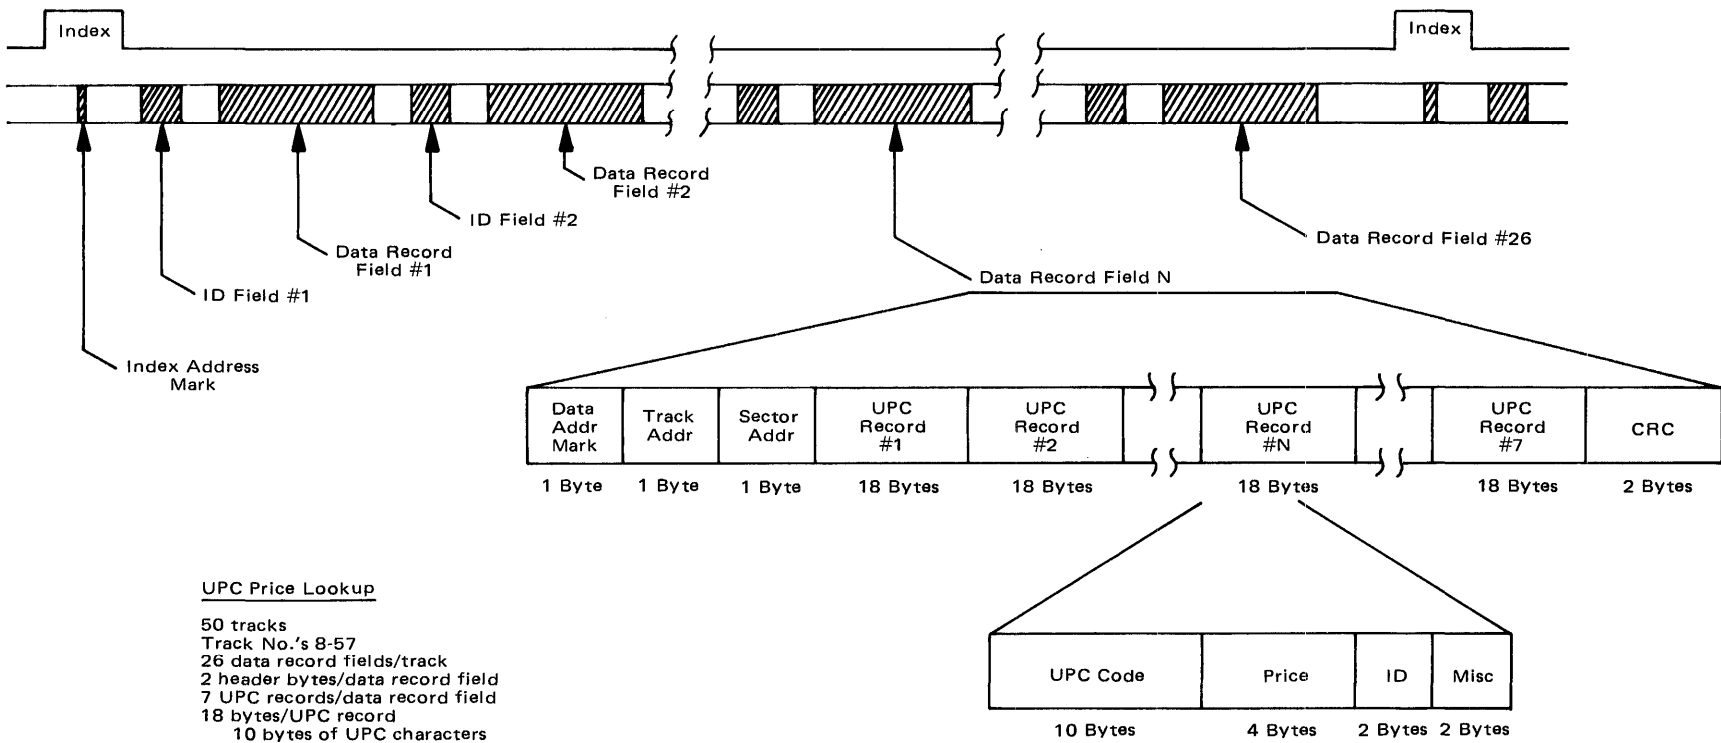 Index
Index
Data Record
Field #2
ID Field #2
Data Record
Field #1
Data Record Field #26
ID Field #1
Data Record Field N
Index Address
Mark
Data
Addr
Mark
Track
Addr
Sector
Addr
UPC
Record
#1
UPC
Record
#2
UPC
Record
#N
UPC
Record
#7
CRC
1 Byte
1 Byte
1 Byte
18 Bytes
18 Bytes
18 Bytes
18 Bytes
2 Bytes
UPC Code
Price
ID
Misc
10 Bytes
4 Bytes
2 Bytes
2 Bytes
UPC Price Lookup
50 tracks
Track No.'s 8-57
26 data record fields/track
2 header bytes/data record field
7 UPC records/data record field
18 bytes/UPC record
10 bytes of UPC characters